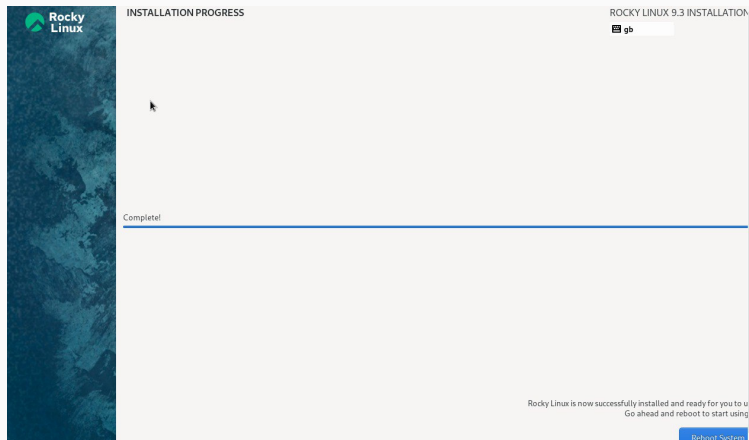 Rocky
Linux
INSTALLATION PROGRESS
ROCKY LINUX 9.3 INSTALLATION
gb
Complete!
Rocky Linux is now successfully installed and ready for you to u
Go ahead and reboot to start using
Reboot System